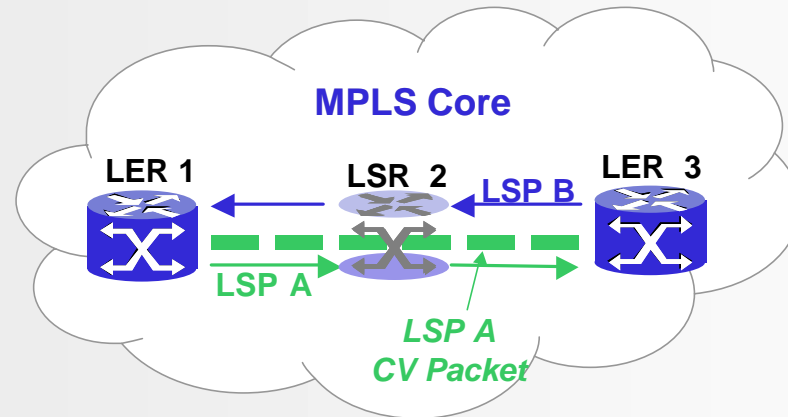 MPLS Core
LER 1
LSR 2
LSP B
LER 3
LSP A
LSP A
CV Packet